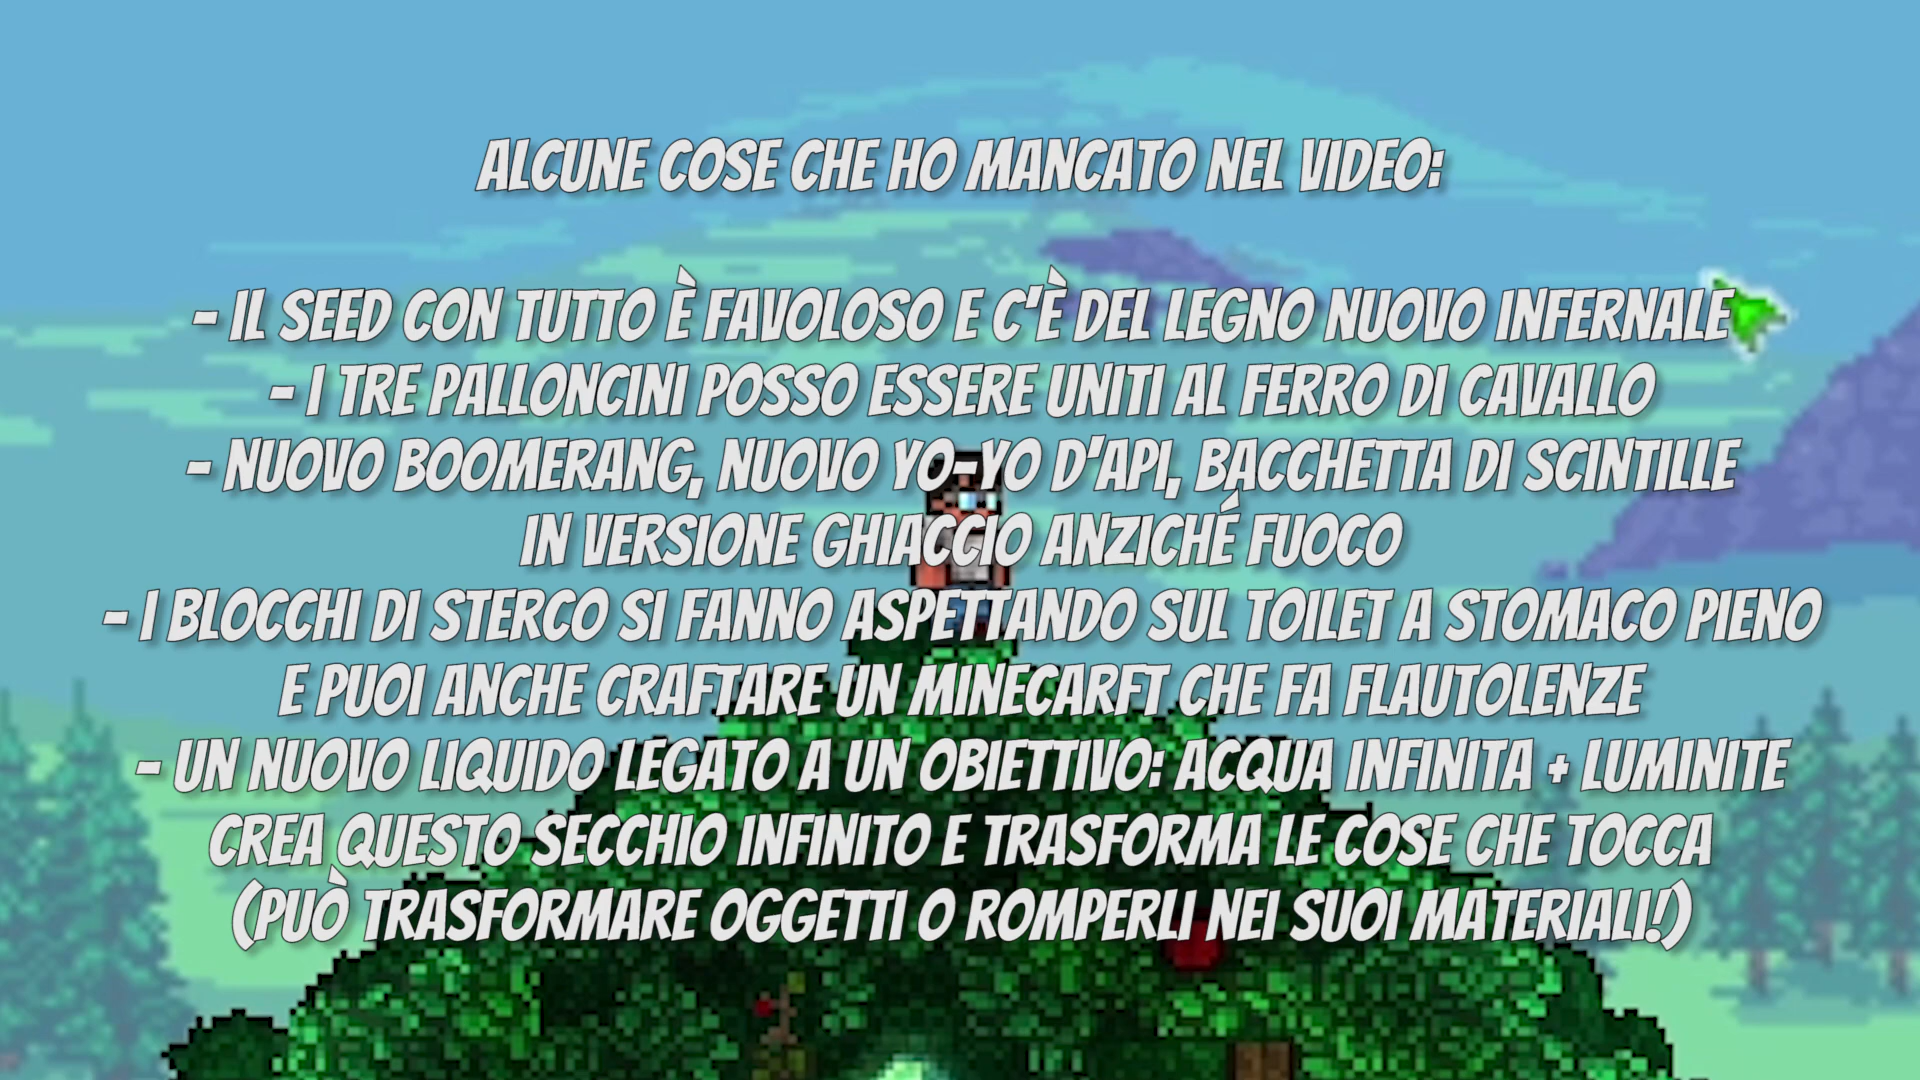 ALCUNE COSE CHE HO MANCATO NEL VIDEO:
- IL SEED CON TUTTO È FAVOLOSO E C'È DEL LEGNO NUOVO INFERNALE
- I TRE PALLONCINI POSSO ESSERE UNITI AL FERRO DI CAVALLO
- NUOVO BOOMERANG, NUOVO YO-YO D'API, BACCHETTA DI SCINTILLE
IN VERSIONE GHIACCIO ANZICHÉ FUOCO
- I BLOCCHI DI STERCO SI FANNO ASPETTANDO SUL TOILET A STOMACO PIENO
E PUOI ANCHE CRAFTARE UN MINECARFT CHE FA FLAUTOLENZE
- UN NUOVO LIQUIDO LEGATO A UN OBIETTIVO: ACQUA INFINITA + LUMINITE
CREA QUESTO SECCHIO INFINITO E TRASFORMA LE COSE CHE TOCCA
(PUÒ TRASFORMARE OGGETTI O ROMPERLI NEI SUOI MATERIALI!)